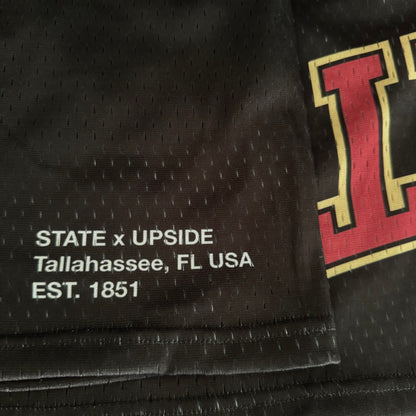 STATE x UPSIDE
Tallahassee, FL USA
EST. 1851